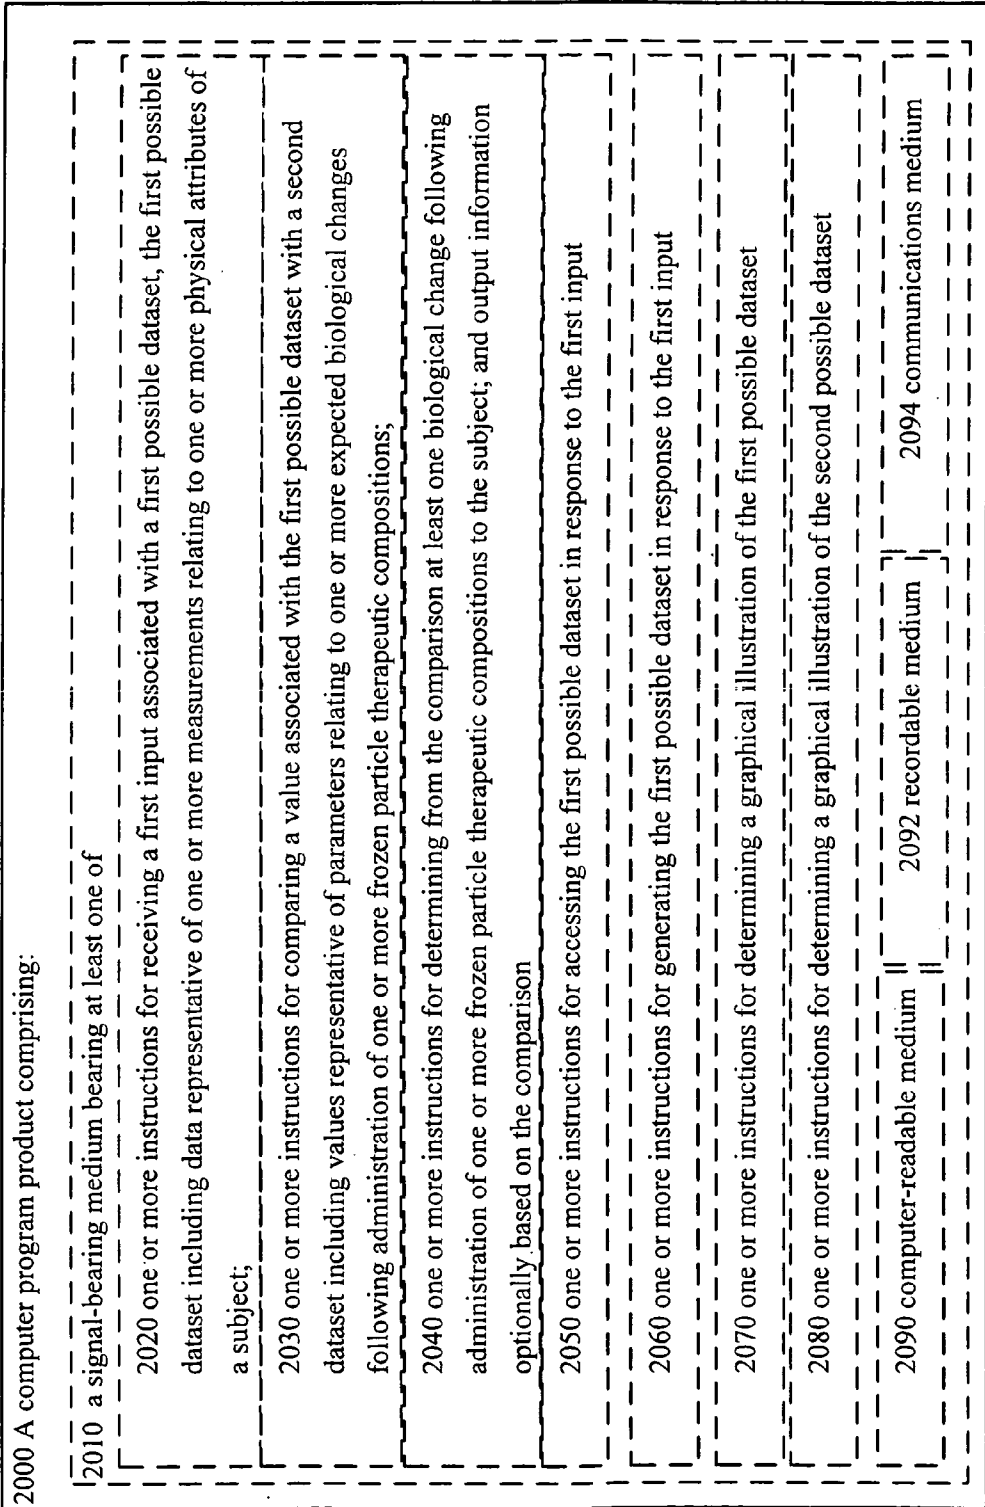 2000 A computer program product comprising:
2010 a signal-bearing medium bearing at least one of
2020 one or more instructions for receiving a first input associated with a first possible dataset, the first possible
dataset including data representative of one or more measurements relating to one or more physical attributes of
a subject;
2030 one or more instructions for comparing a value associated with the first possible dataset with a second
dataset including values representative of parameters relating to one or more expected biological changes
following administration of one or more frozen particle therapeutic compositions;
2040 one or more instructions for determining from the comparison at least one biological change following
administration of one or more frozen particle therapeutic compositions to the subject; and output information
optionally based on the comparison
2050 one or more instructions for accessing the first possible dataset in response to the first input
2060 one or more instructions for generating the first possible dataset in response to the first input
2070 one or more instructions for determining a graphical illustration of the first possible dataset
2080 one or more instructions for determining a graphical illustration of the second possible dataset
2090 computer-readable medium
2092 recordable medium
2094 communications medium